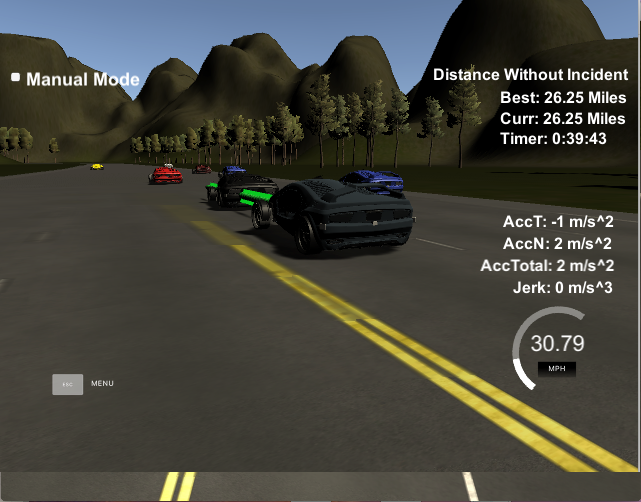 Manual Mode
Distance Without Incident
Best: 26.25 Miles
Curr: 26.25 Miles
Timer: 0:39:43
AccT: -1 m/s^2
AccN: 2 m/s^2
AccTotal: 2 m/s^2
Jerk: 0 m/s^3
30.79
MPH
ESC MENU